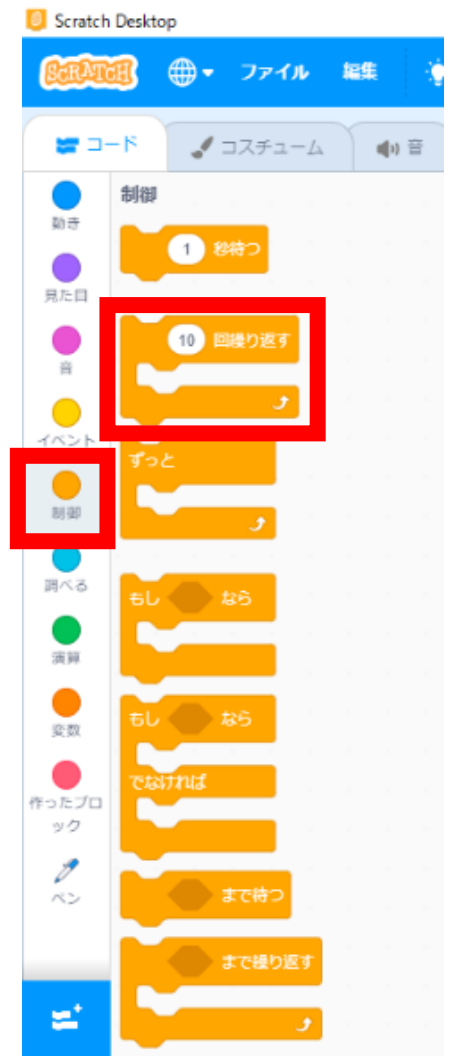 Scratch Desktop
SCRATCH ファイル 編集
コード コスチューム 音
動き
見た目
音
イベント
制御
調べる
演算
変数
作ったブロ
ック
ペン
制御
1 秒待つ
10 回繰り返す
ずっと
もし なら
もし なら
でなければ
まで待つ
まで繰り返す